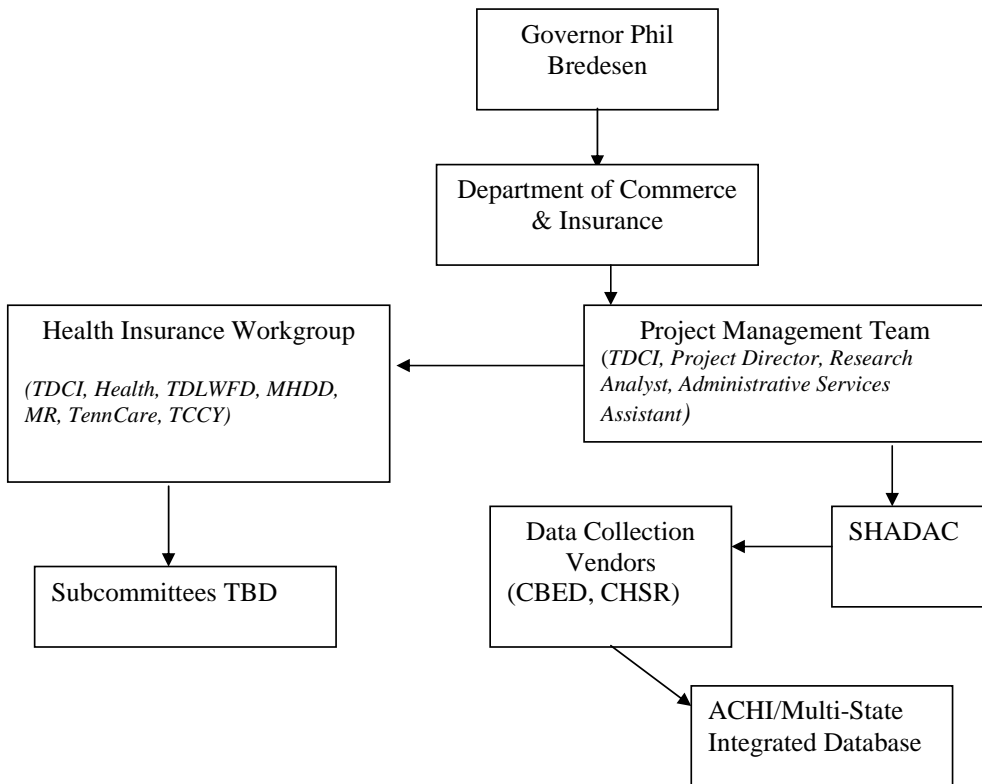 Governor Phil
Bredesen
Department of Commerce
& Insurance
Health Insurance Workgroup
(TDCI, Health, TDLWFD, MHDD,
MR, TennCare, TCCY)
Project Management Team
(TDCI, Project Director, Research
Analyst, Administrative Services
Assistant)
Data Collection
Vendors
(CBED, CHSR)
SHADAC
Subcommittees TBD
ACHI/Multi-State
Integrated Database